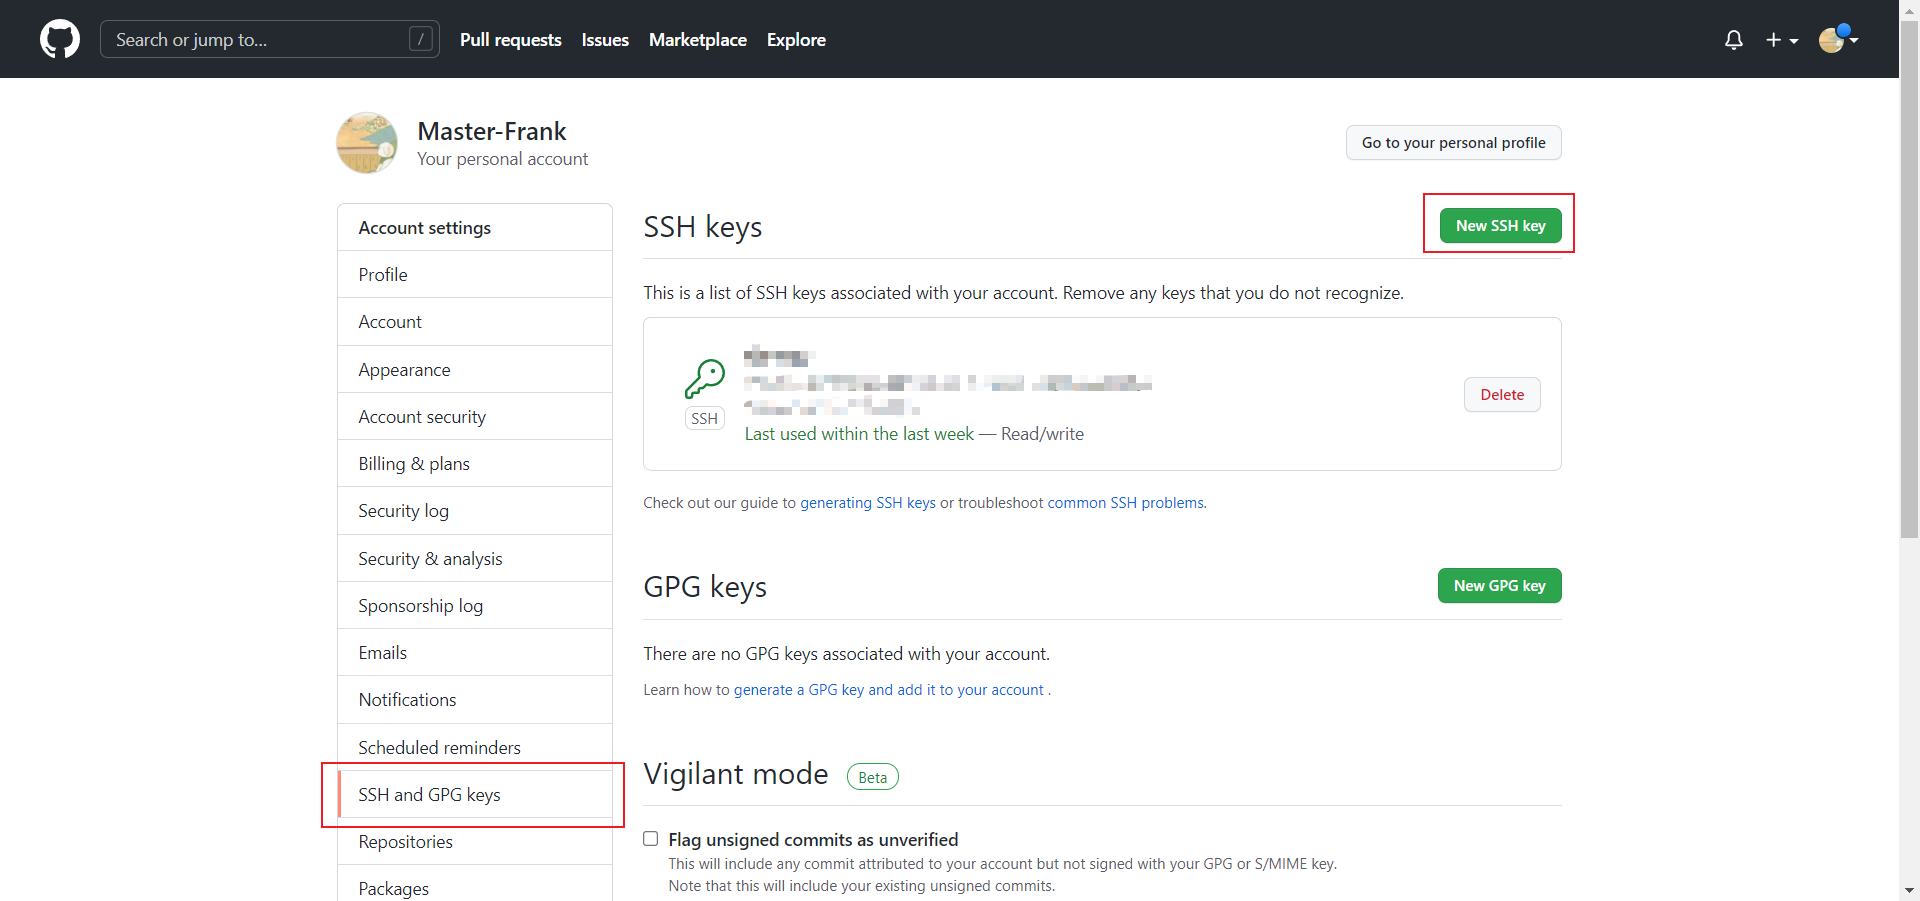 Search or jump to... /
Pull requests Issues Marketplace Explore
Master-Frank
Your personal account
Go to your personal profile
Account settings
Profile
Account
Appearance
Account security
Billing & plans
Security log
Security & analysis
Sponsorship log
Emails
Notifications
Scheduled reminders
SSH and GPG keys
Repositories
Packages
SSH keys
New SSH key
This is a list of SSH keys associated with your account. Remove any keys that you do not recognize.
SSH
Last used within the last week — Read/write
Delete
Check out our guide to generating SSH keys or troubleshoot common SSH problems.
GPG keys
New GPG key
There are no GPG keys associated with your account.
Learn how to generate a GPG key and add it to your account .
Vigilant mode Beta
Flag unsigned commits as unverified
This will include any commit attributed to your account but not signed with your GPG or S/MIME key.
Note that this will include your existing unsigned commits.